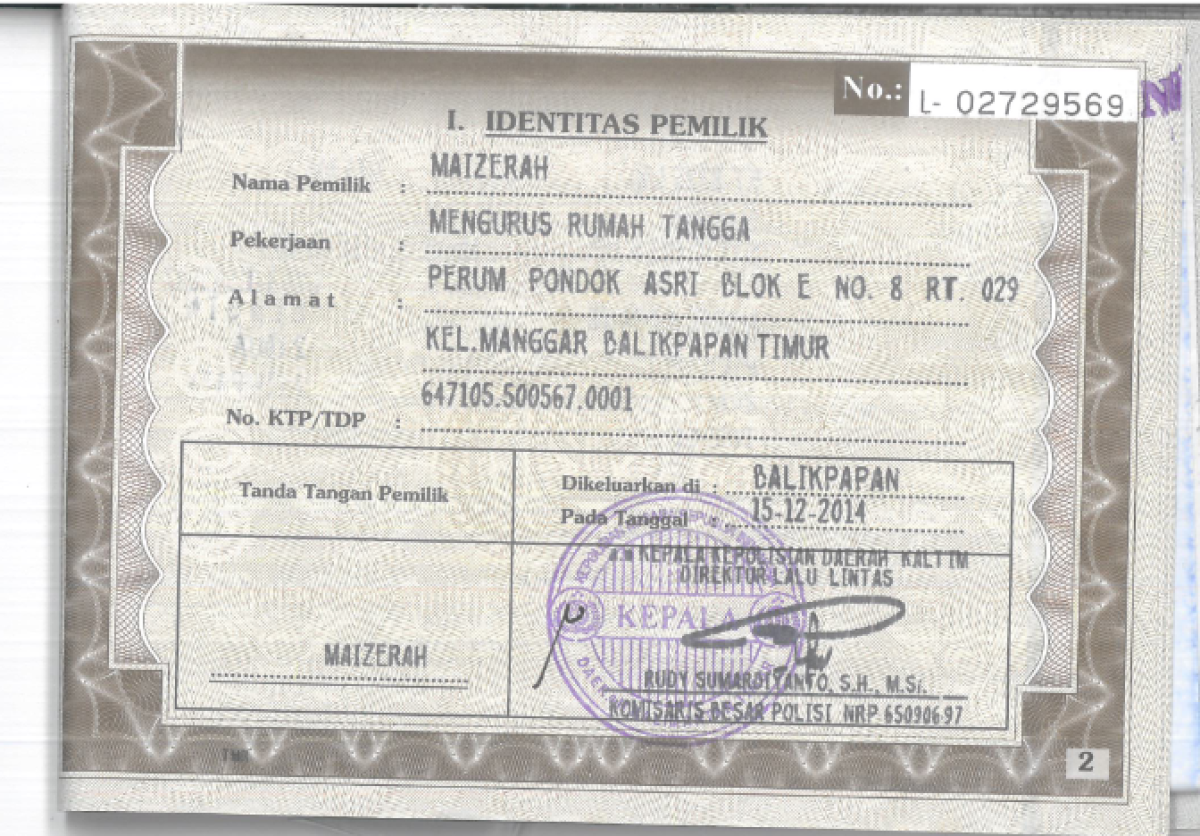 No.: L- 02729569
I. IDENTITAS PEMILIK
Nama Pemilik : MAIZERAH
Pekerjaan : MENGURUS RUMAH TANGGA
Alamat : PERUM PONDOK ASRI BLOK E NO. 8 RT. 029
KEL.MANGGAR BALIKPAPAN TIMUR
No. KTP/TDP : 647105.500567.0001
Tanda Tangan Pemilik
Dikeluarkan di : BALIKPAPAN
Pada Tanggal : 15-12-2014
KEPALA KEPOLISIAN DAERAH KALTIM
DIREKTUR LALU LINTAS
KEPALA
MAIZERAH
RUDY SUMARDIYANTO, S.H., M.Si.
KOMISARIS BESAR POLISI NRP 65090697
2